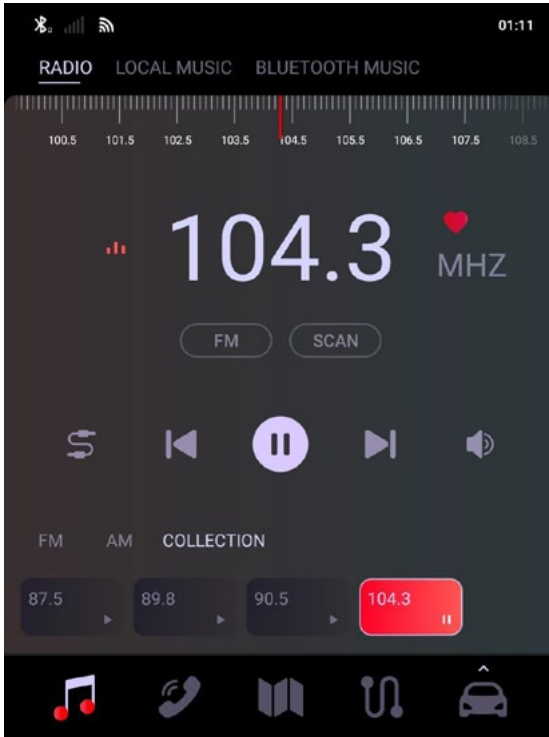 01:11
RADIO LOCAL MUSIC BLUETOOTH MUSIC
100.5 101.5 102.5 103.5 104.5 105.5 106.5 107.5 108.5
104.3
MHZ
FM SCAN
FM AM COLLECTION
87.5 89.8 90.5 104.3